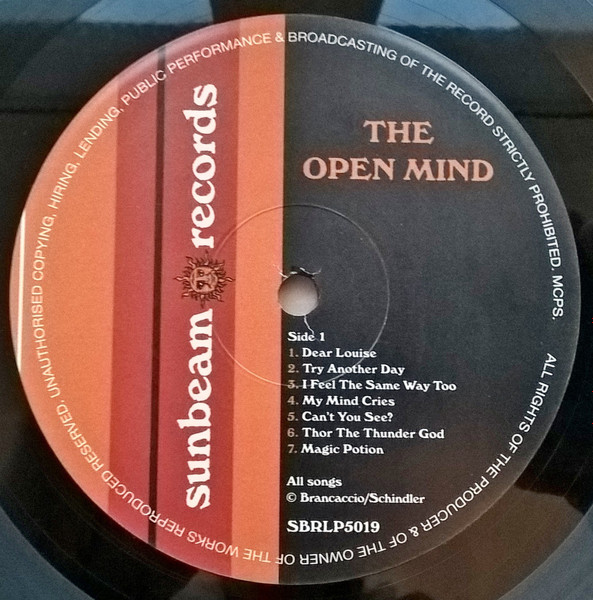 ALL RIGHTS OF THE PRODUCER & OF THE OWNER OF THE WORKS REPRODUCED RESERVED. UNAUTHORISED COPYING, HIRING, LENDING, PUBLIC PERFORMANCE & BROADCASTING OF THE RECORD STRICTLY PROHIBITED. MCPS.
sunbeam records
THE
OPEN MIND
Side 1
1. Dear Louise
2. Try Another Day
3. I Feel The Same Way Too
4. My Mind Cries
5. Can't You See?
6. Thor The Thunder God
7. Magic Potion
All songs
© Brancaccio/Schindler
SBRLP5019